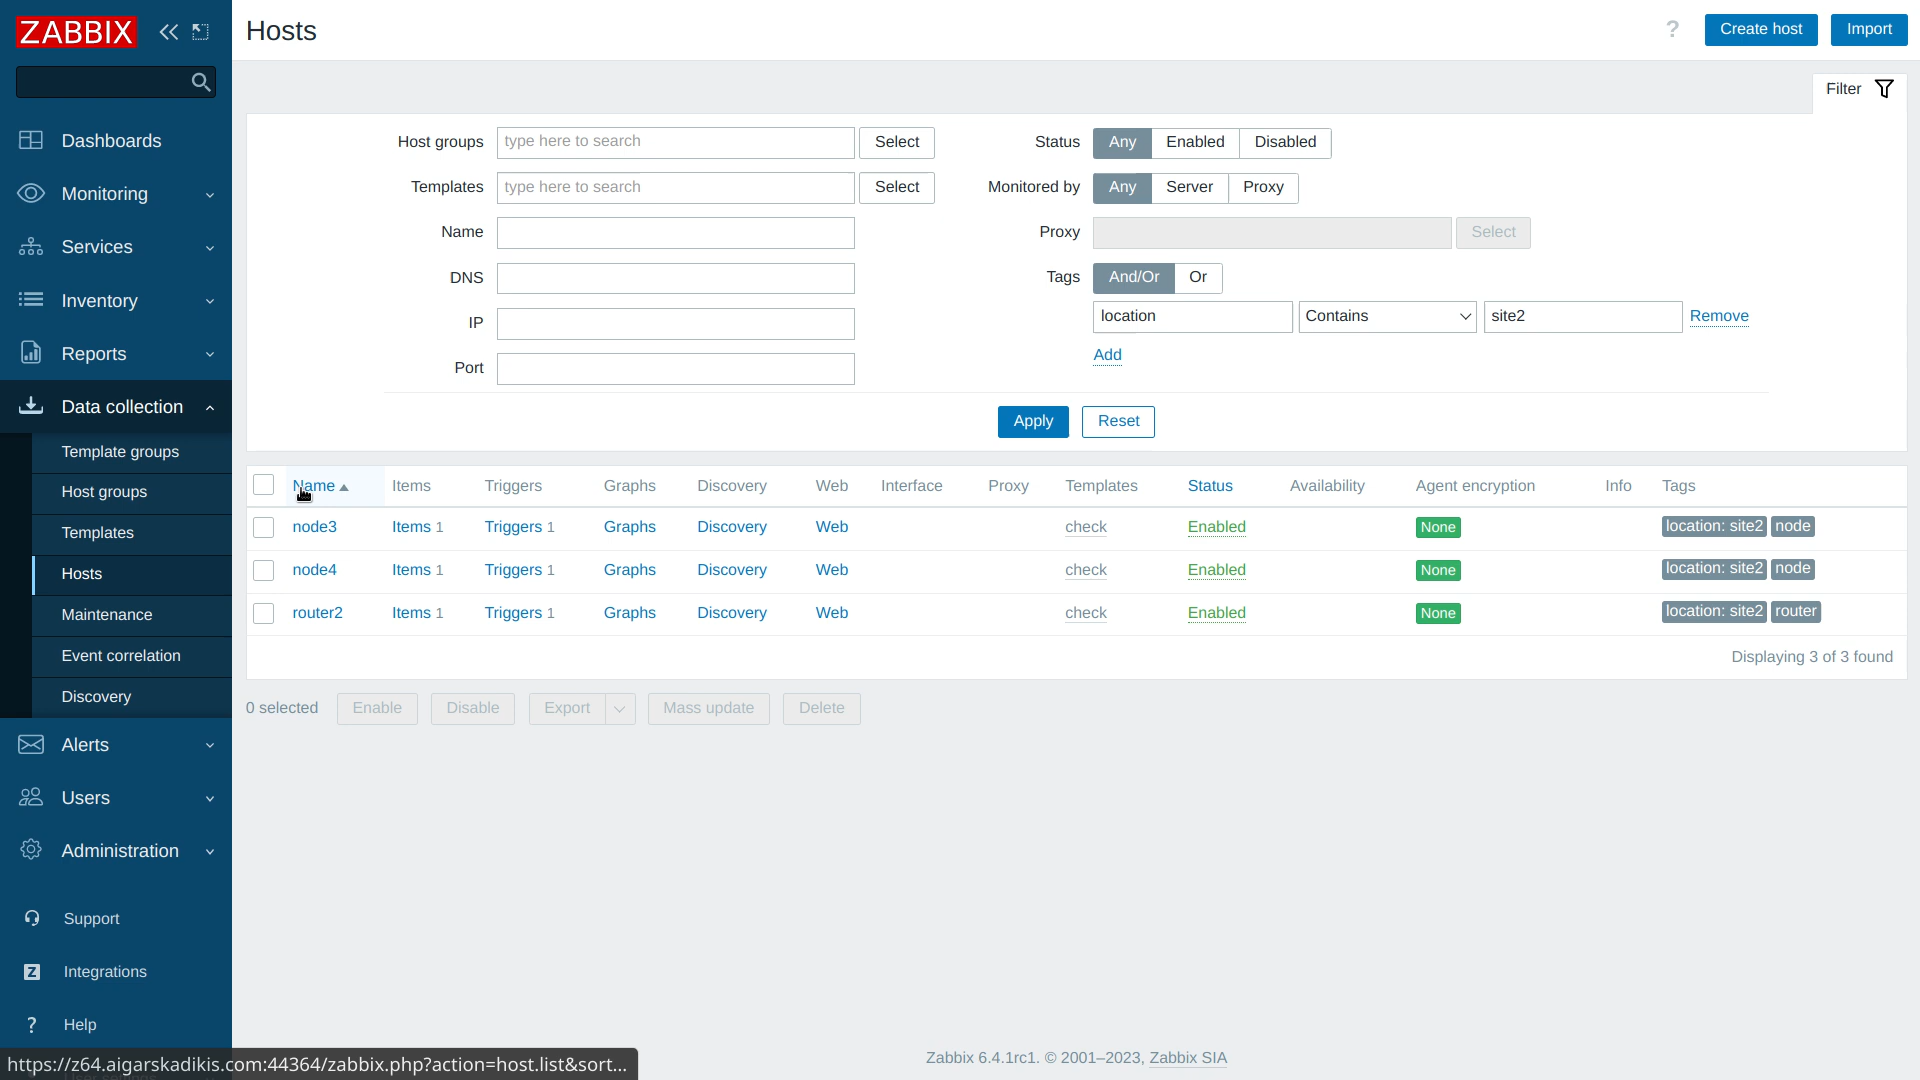 ZABBIX
Hosts
?
Create host
Import
Filter
Dashboards
Monitoring
Services
Inventory
Reports
Data collection
Template groups
Host groups
Templates
Hosts
Maintenance
Event correlation
Discovery
Alerts
Users
Administration
Support
Z Integrations
? Help
https://z64.aigarskadikis.com:44364/zabbix.php?action=host.list&sort...
Host groups type here to search Select
Templates type here to search Select
Name
DNS
IP
Port
Status Any Enabled Disabled
Monitored by Any Server Proxy
Proxy Select
Tags And/Or Or
location Contains site2 Remove
Add
Apply Reset
Name Items Triggers Graphs Discovery Web Interface Proxy Templates Status Availability Agent encryption Info Tags
node3 Items 1 Triggers 1 Graphs Discovery Web check Enabled None location: site2 node
node4 Items 1 Triggers 1 Graphs Discovery Web check Enabled None location: site2 node
router2 Items 1 Triggers 1 Graphs Discovery Web check Enabled None location: site2 router
Displaying 3 of 3 found
0 selected Enable Disable Export Mass update Delete
Zabbix 6.4.1rc1. © 2001–2023, Zabbix SIA